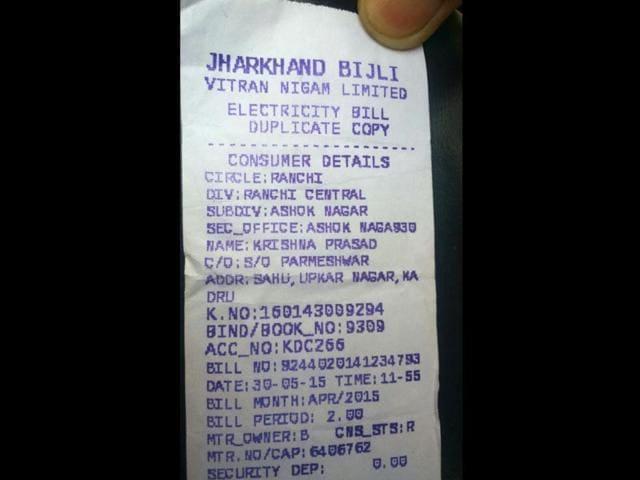 JHARKHAND BIJLI
VITRAN NIGAM LIMITED
ELECTRICITY BILL
DUPLICATE COPY
CONSUMER DETAILS
CIRCLE:RANCHI
DIV:RANCHI CENTRAL
SUBDIV:ASHOK NAGAR
SEC_OFFICE:ASHOK NAGA930
NAME:KRISHNA PRASAD
C/O:S/O PARMESHWAR
ADDR:SAHU,UPKAR NAGAR,KA
DRU
K.NO:160143009294
BIND/BOOK_NO:9309
ACC_NO:KDC266
BILL NO:9244020141234793
DATE:30-05-15 TIME:11-55
BILL MONTH:APR/2015
BILL PERIOD: 2.00
MTR_OWNER:B CNS_STS:R
MTR.NO/CAP:6406762
SECURITY DEP: 0.00